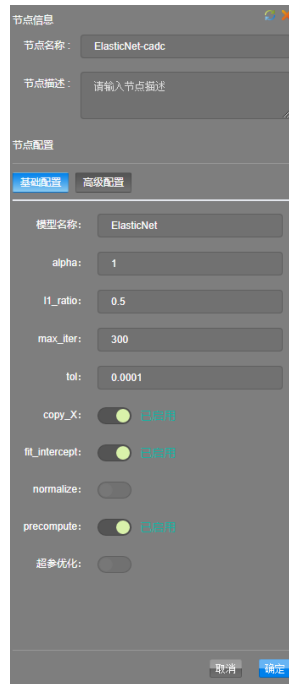 节点信息
节点名称： ElasticNet-cadc
节点描述： 请输入节点描述
节点配置
基础配置 高级配置
模型名称: ElasticNet
alpha: 1
l1_ratio: 0.5
max_iter: 300
tol: 0.0001
copy_X: 已启用
fit_intercept: 已启用
normalize:
precompute: 已启用
超参优化:
取消 确定